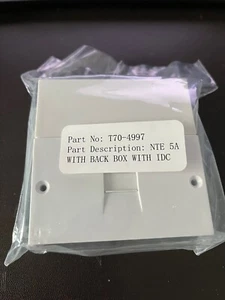 Part No: T70-4997
Part Description: NTE 5A
WITH BACK BOX WITH IDC